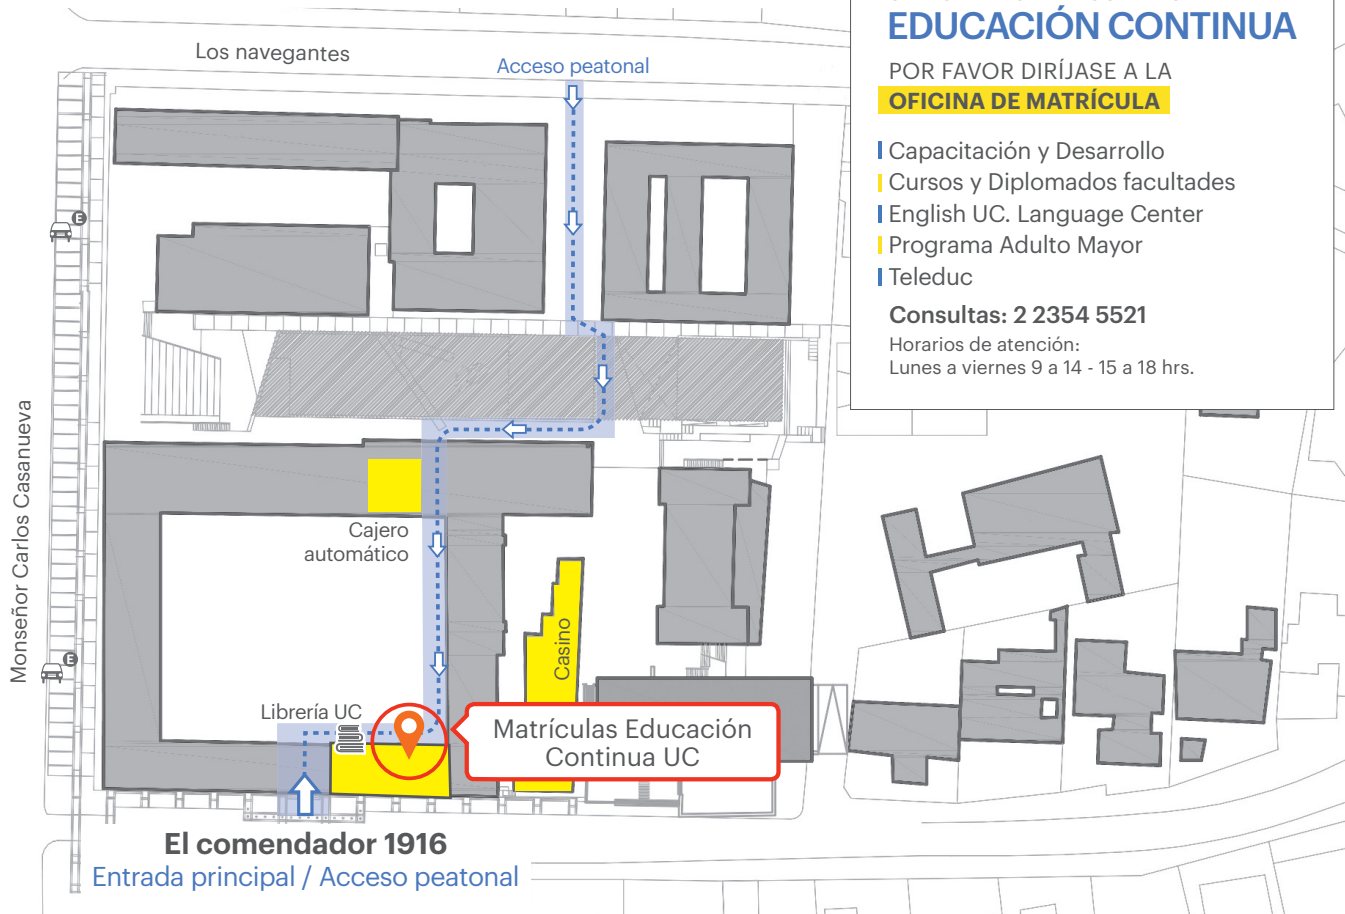 EDUCACIÓN CONTINUA
POR FAVOR DIRÍJASE A LA
OFICINA DE MATRÍCULA
Capacitación y Desarrollo
Cursos y Diplomados facultades
English UC. Language Center
Programa Adulto Mayor
Teleduc
Consultas: 2 2354 5521
Horarios de atención:
Lunes a viernes 9 a 14 - 15 a 18 hrs.
Los navegantes
Acceso peatonal
E
Monseñor Carlos Casanueva
Cajero
automático
Casino
E
Librería UC
Matrículas Educación
Continua UC
El comendador 1916
Entrada principal / Acceso peatonal